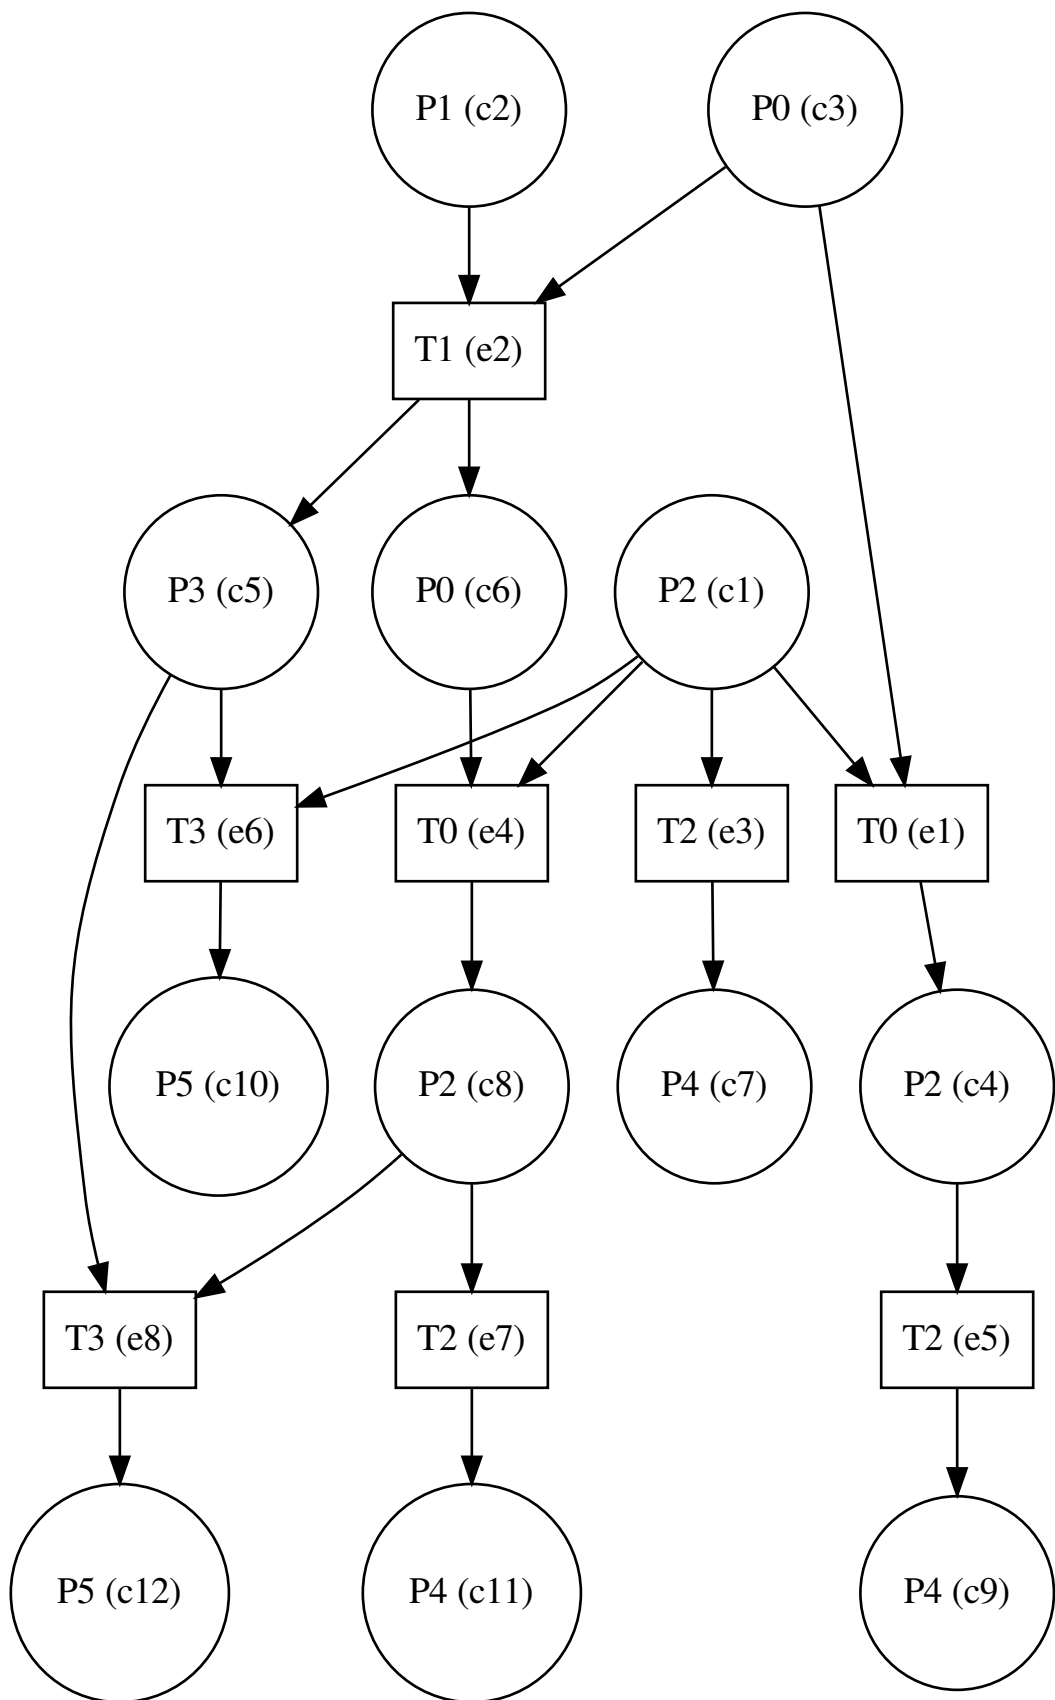 P1 (c2)
P0 (c3)
T1 (e2)
P3 (c5)
P0 (c6)
P2 (c1)
T3 (e6)
T0 (e4)
T2 (e3)
T0 (e1)
P5 (c10)
P2 (c8)
P4 (c7)
P2 (c4)
T3 (e8)
T2 (e7)
T2 (e5)
P5 (c12)
P4 (c11)
P4 (c9)